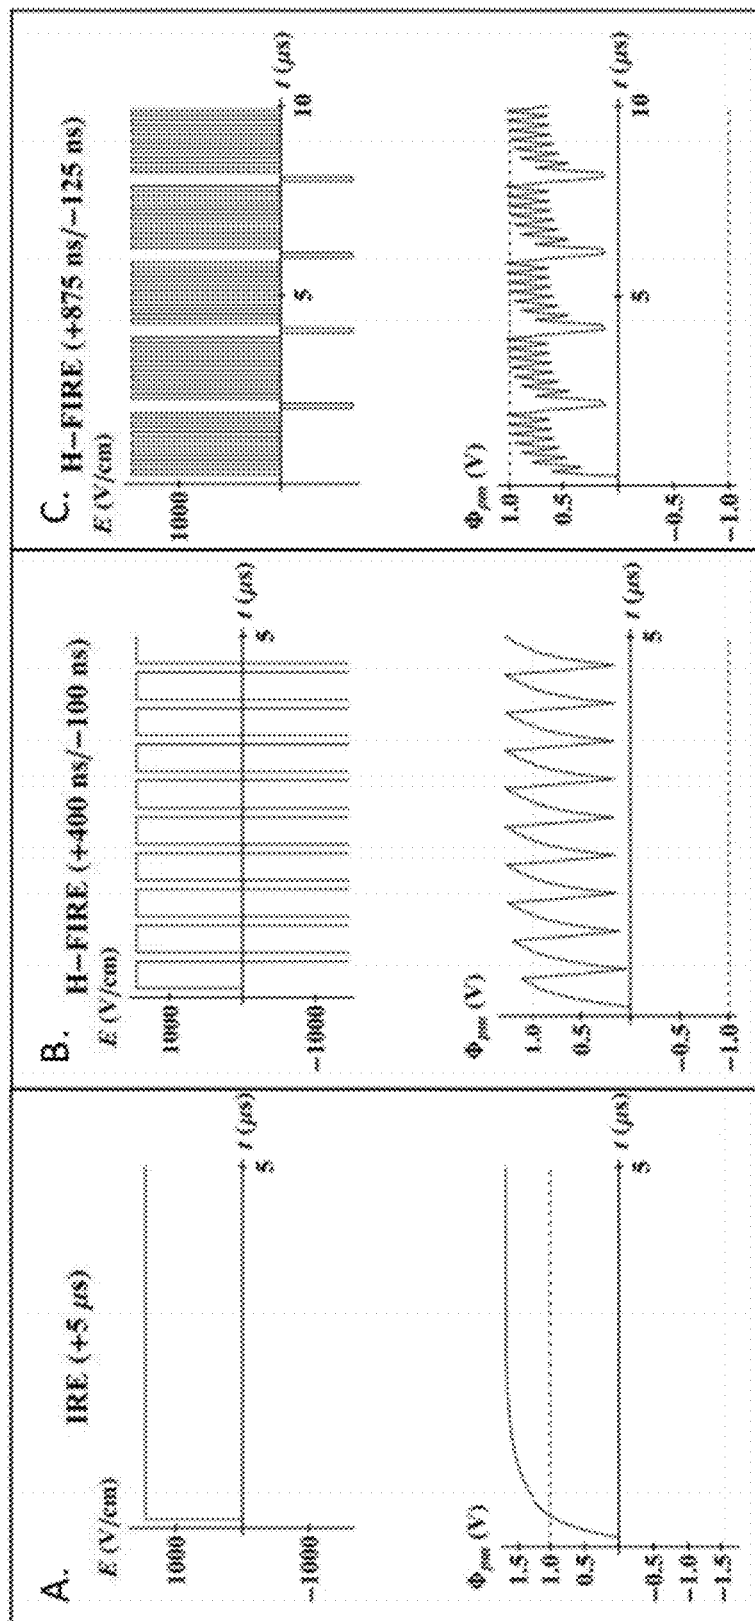 A.
IRE (+5 μs)
E (V/cm)
1000
−1000
5
t (μs)
Φpm (V)
1.5
1.0
0.5
−0.5
−1.0
−1.5
5
t (μs)
B.
H−FIRE (+400 ns/−100 ns)
E (V/cm)
1000
−1000
5
t (μs)
Φpm (V)
1.0
0.5
−0.5
−1.0
5
t (μs)
C.
H−FIRE (+875 ns/−125 ns)
E (V/cm)
1000
5
10
t (μs)
Φpm (V)
1.0
0.5
−0.5
−1.0
5
10
t (μs)